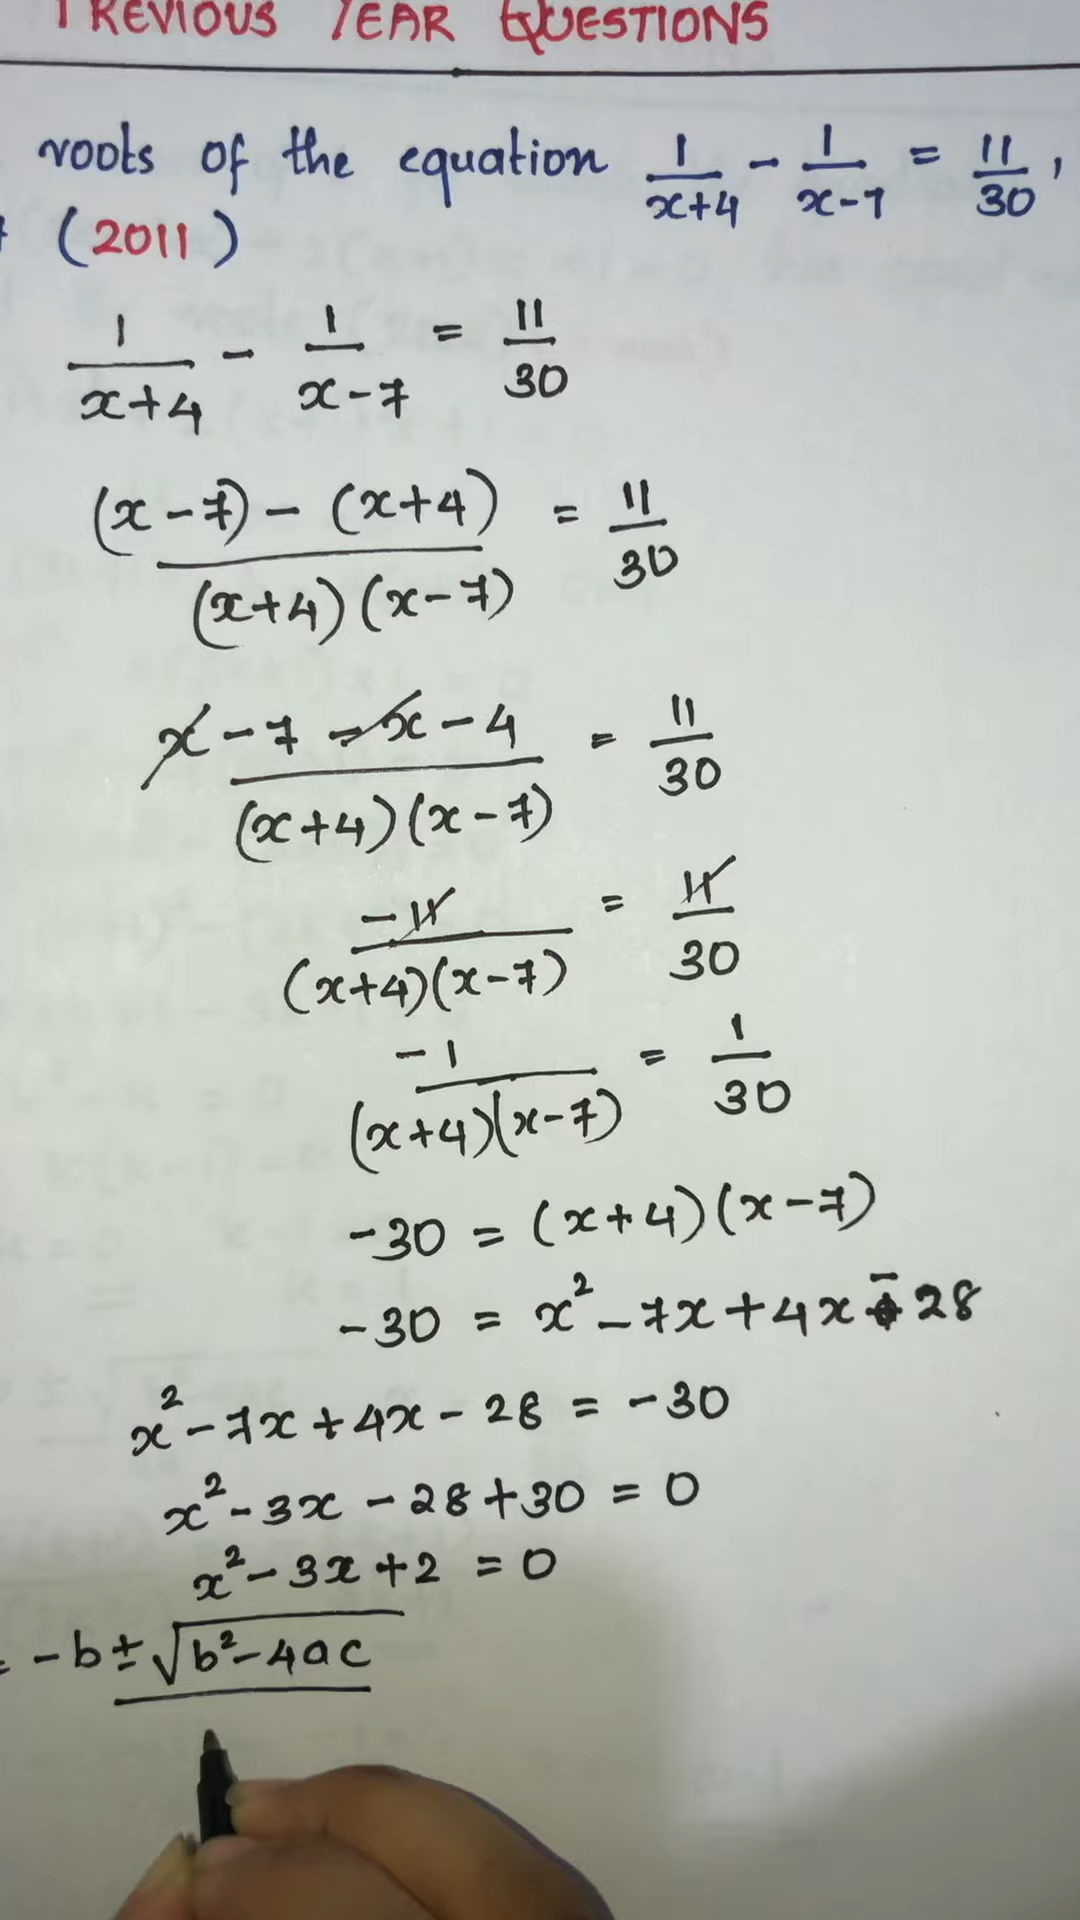 PREVIOUS YEAR QUESTIONS
roots of the equation 1/(x+4) - 1/(x-7) = 11/30,
(2011)
1/(x+4) - 1/(x-7) = 11/30
((x-7) - (x+4))/((x+4)(x-7)) = 11/30
(x-7-x-4)/((x+4)(x-7)) = 11/30
-11/((x+4)(x-7)) = 11/30
-1/((x+4)(x-7)) = 1/30
-30 = (x+4)(x-7)
-30 = x²-7x+4x-28
x²-7x+4x-28 = -30
x²-3x-28+30 = 0
x²-3x+2 = 0
= -b±√(b²-4ac)